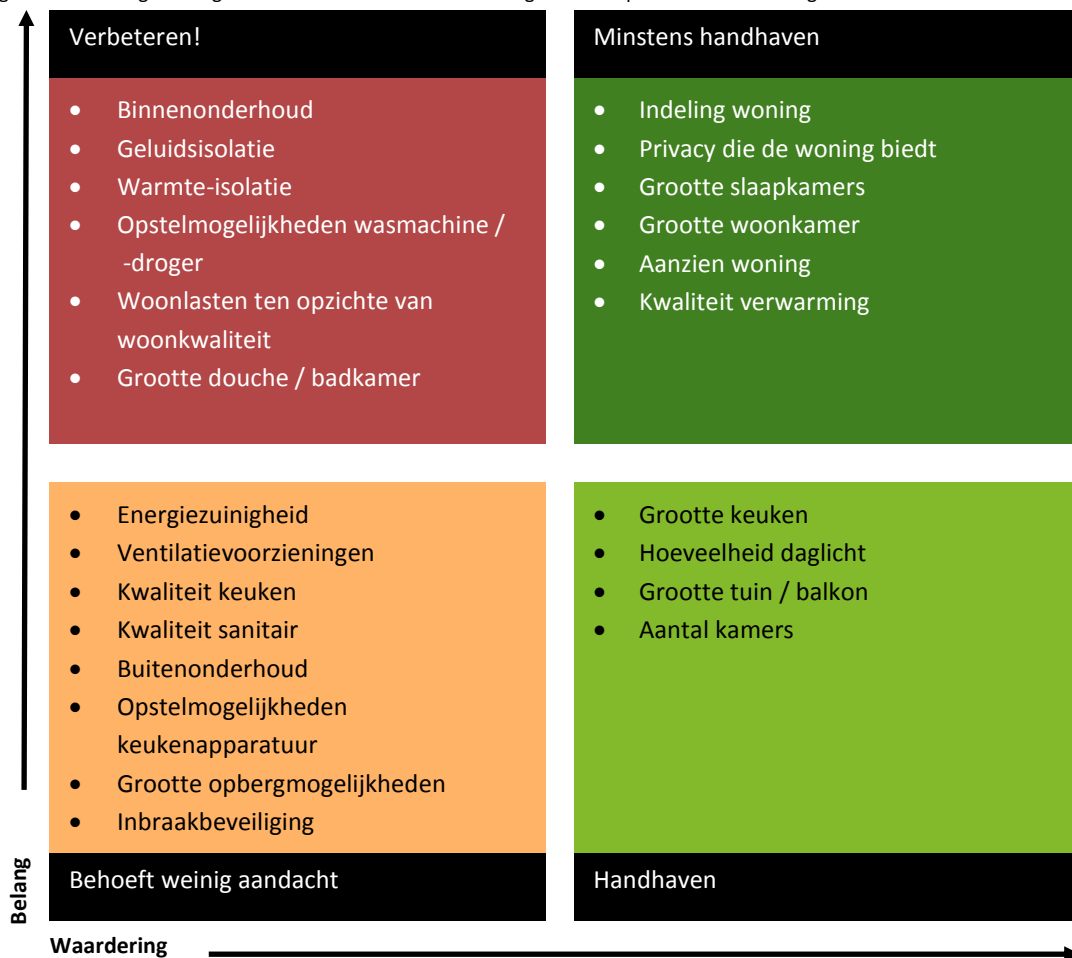 Verbeteren!
• Binnenonderhoud
• Geluidsisolatie
• Warmte-isolatie
• Opstelmogelijkheden wasmachine /
-droger
• Woonlasten ten opzichte van
woonkwaliteit
• Grootte douche / badkamer
Minstens handhaven
• Indeling woning
• Privacy die de woning biedt
• Grootte slaapkamers
• Grootte woonkamer
• Aanzien woning
• Kwaliteit verwarming
• Energiezuinigheid
• Ventilatievoorzieningen
• Kwaliteit keuken
• Kwaliteit sanitair
• Buitenonderhoud
• Opstelmogelijkheden
keukenapparatuur
• Grootte opbergmogelijkheden
• Inbraakbeveiliging
Behoeft weinig aandacht
• Grootte keuken
• Hoeveelheid daglicht
• Grootte tuin / balkon
• Aantal kamers
Handhaven
Belang
Waardering